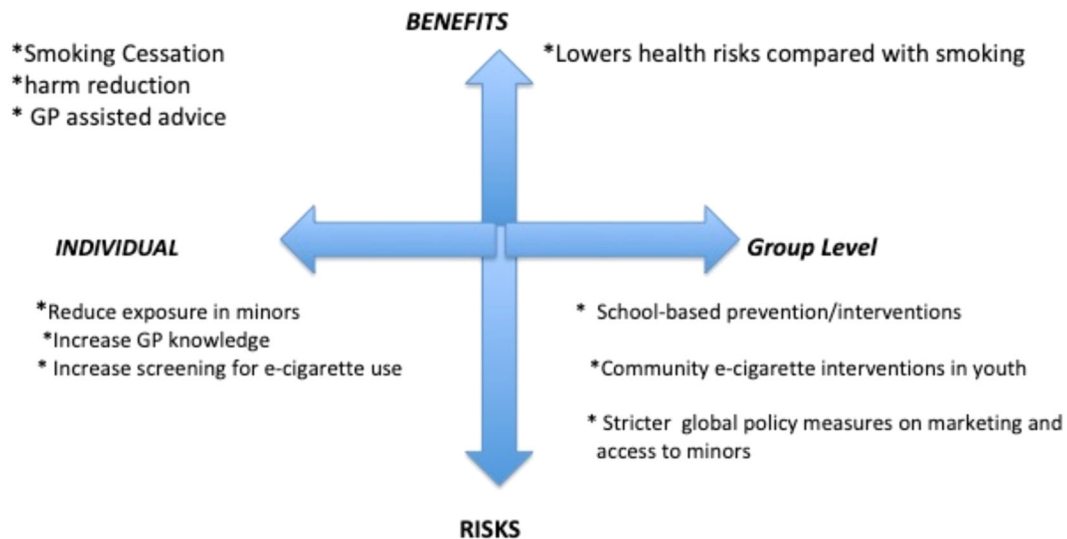 BENEFITS
*Smoking Cessation
*harm reduction
* GP assisted advice
*Lowers health risks compared with smoking
INDIVIDUAL
Group Level
*Reduce exposure in minors
*Increase GP knowledge
* Increase screening for e-cigarette use
* School-based prevention/interventions
*Community e-cigarette interventions in youth
* Stricter global policy measures on marketing and
access to minors
RISKS